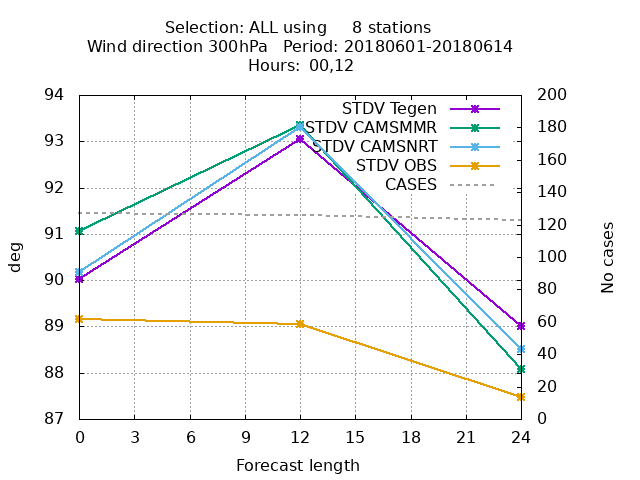 Selection: ALL using     8 stations
Wind direction 300hPa   Period: 20180601-20180614
Hours: 00,12
94
93
92
91
90
89
88
87
deg
STDV Tegen
STDV CAMSMMR
STDV CAMSNRT
STDV OBS
CASES
200
180
160
140
120
100
80
60
40
20
0
No cases
0 3 6 9 12 15 18 21 24
Forecast length